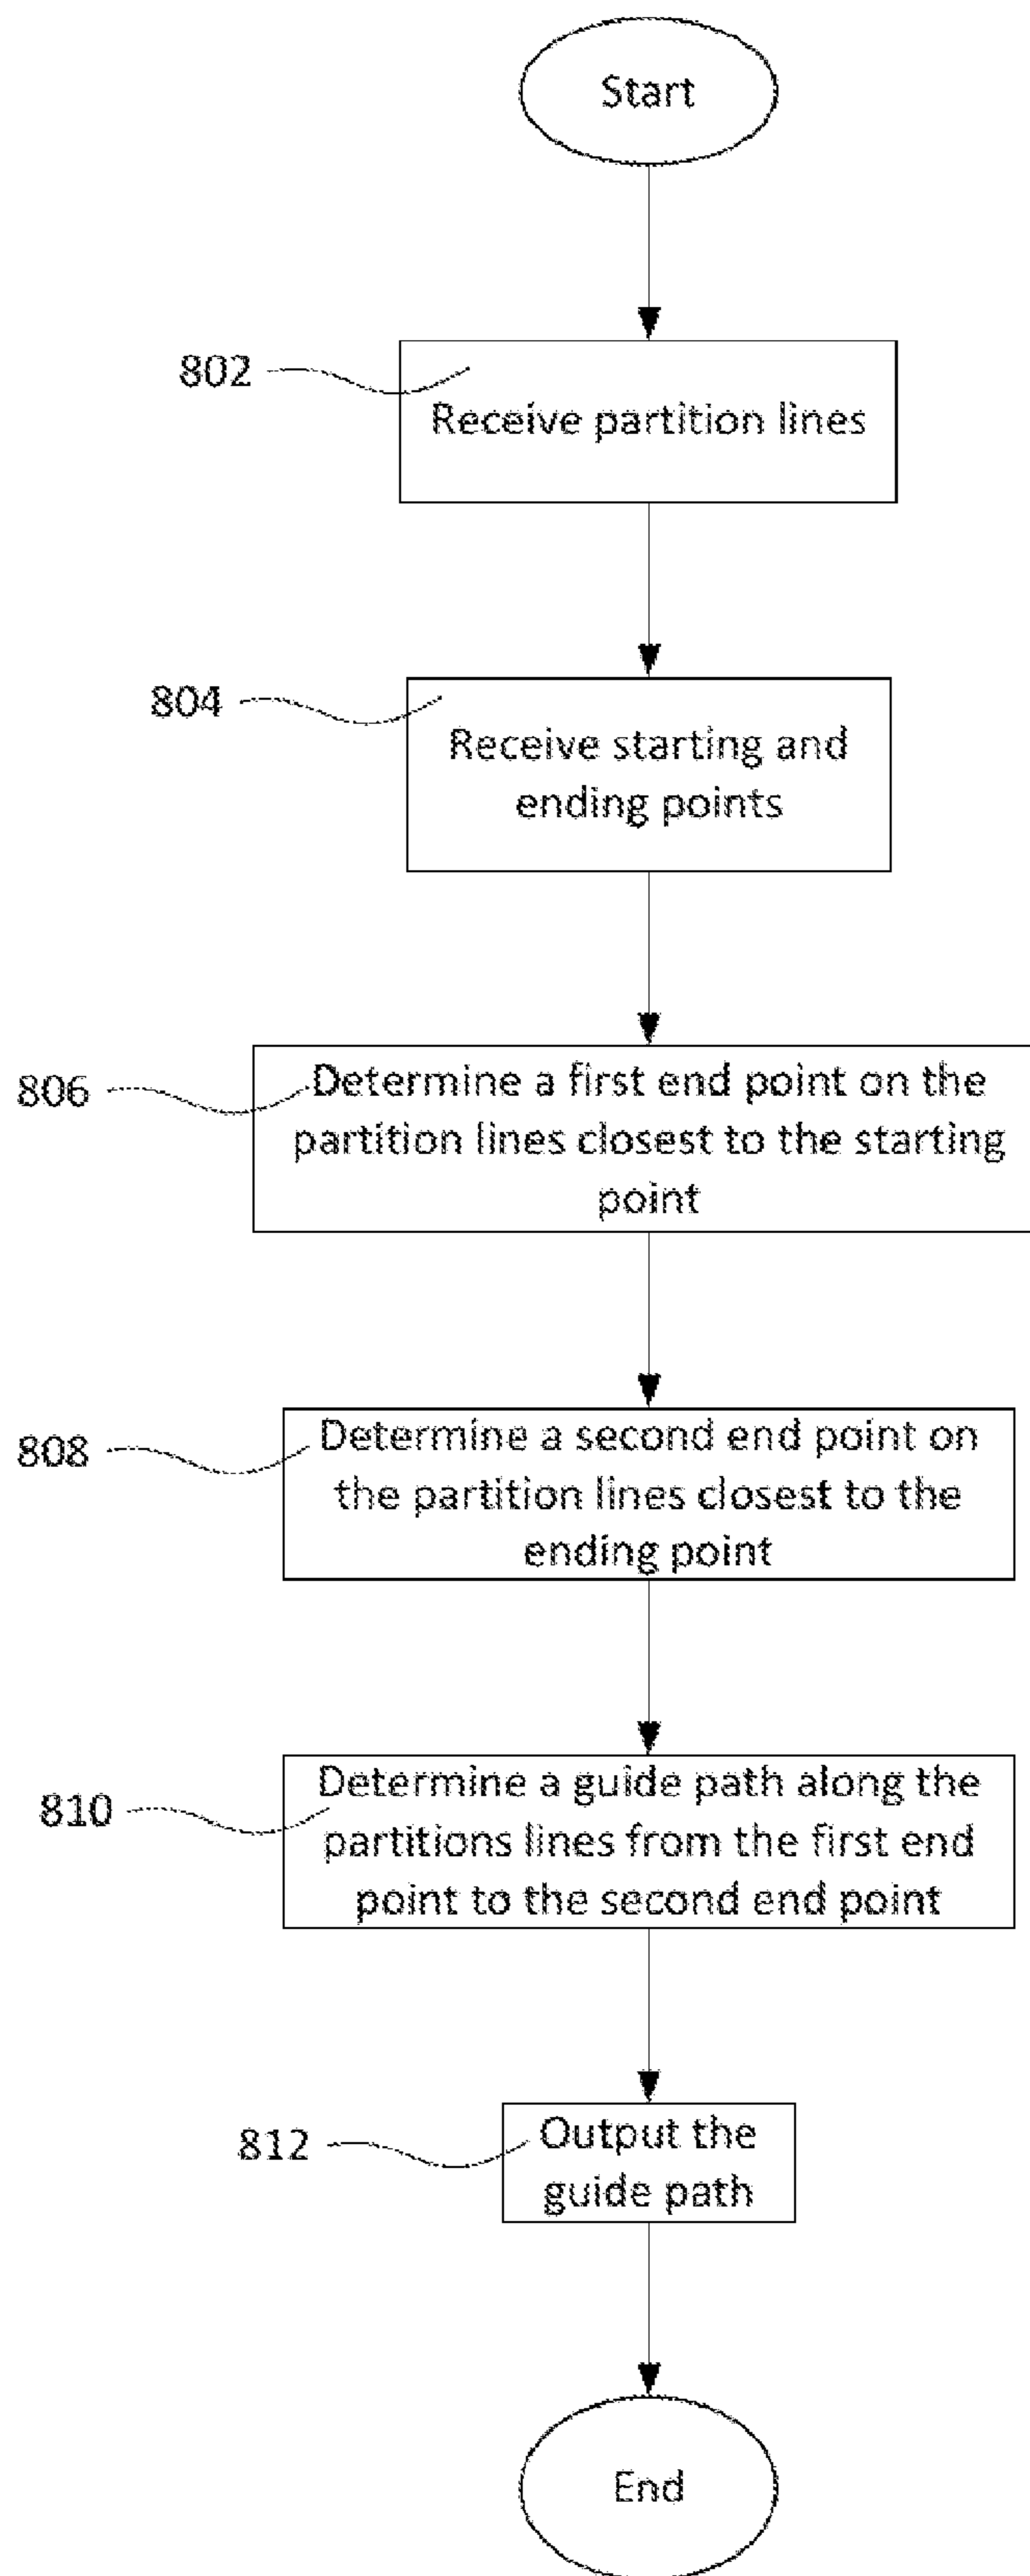 Start
802
Receive partition lines
804
Receive starting and
ending points
806
Determine a first end point on the
partition lines closest to the starting
point
808
Determine a second end point on
the partition lines closest to the
ending point
810
Determine a guide path along the
partitions lines from the first end
point to the second end point
812
Output the
guide path
End